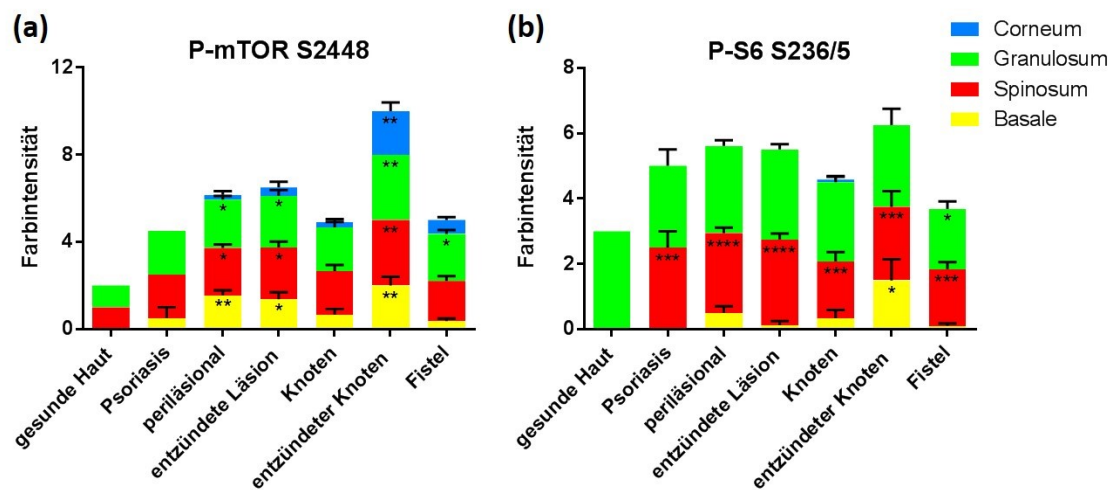 (a)
P-mTOR S2448
12
8
4
0
Farbintensität
**
**
*
*
*
*
**
*
**
*
**
gesunde Haut
Psoriasis
periläsional
entzündete Läsion
Knoten
entzündeter Knoten
Fistel
(b)
P-S6 S236/5
8
6
4
2
0
Farbintensität
***
****
****
***
***
*
*
***
gesunde Haut
Psoriasis
periläsional
entzündete Läsion
Knoten
entzündeter Knoten
Fistel
Corneum
Granulosum
Spinosum
Basale